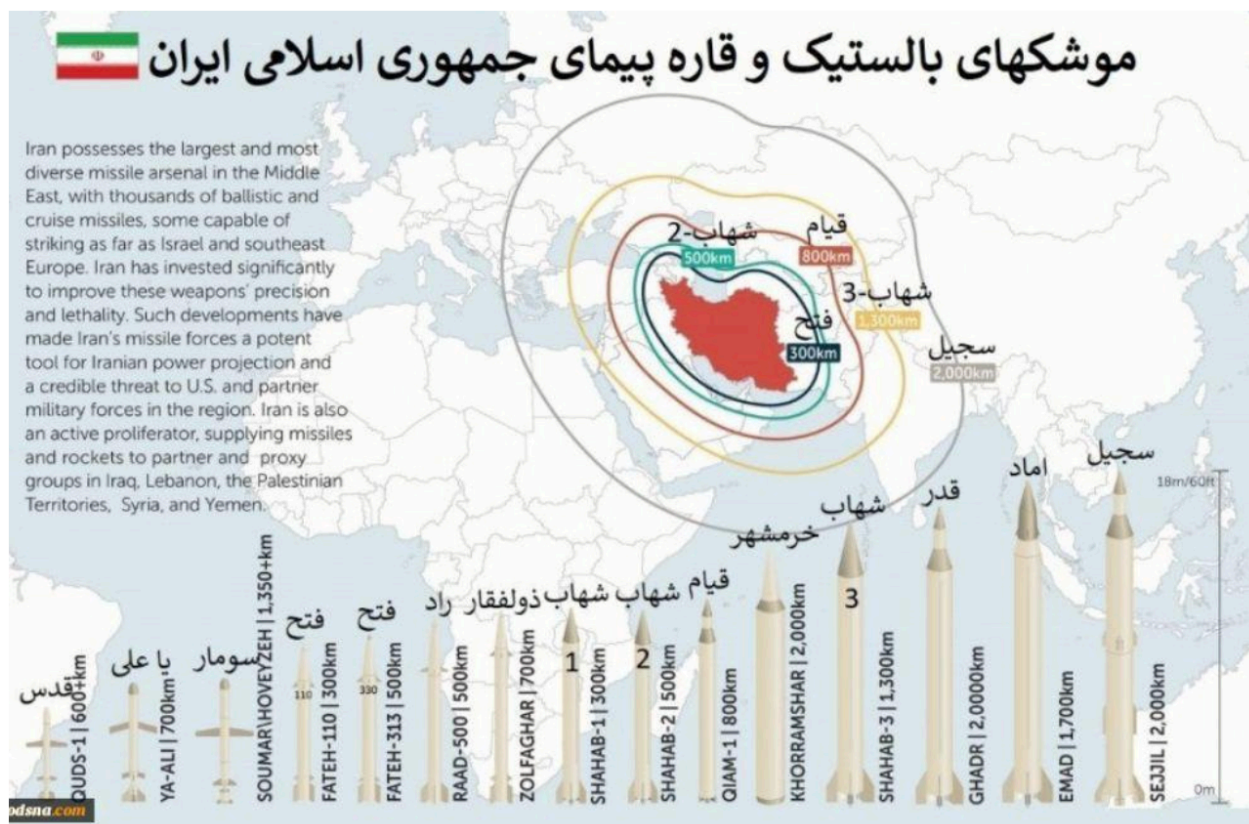 موشکهای بالستیک و قاره پیمای جمهوری اسلامی ایران
Iran possesses the largest and most
diverse missile arsenal in the Middle
East, with thousands of ballistic and
cruise missiles, some capable of
striking as far as Israel and southeast
Europe. Iran has invested significantly
to improve these weapons' precision
and lethality. Such developments have
made Iran's missile forces a potent
tool for Iranian power projection and
a credible threat to U.S. and partner
military forces in the region. Iran is also
an active proliferator, supplying missiles
and rockets to partner and proxy
groups in Iraq, Lebanon, the Palestinian
Territories, Syria, and Yemen.
شهاب-2
500km
قیام
800km
شهاب-3
1,300km
فتح
300km
سجیل
2,000km
قدس
QUDS-1 | 600+km
یا علی
YA-ALI | 700km
سومار
SOUMAR\HOVEYZEH | 1,350+km
فتح
110
FATEH-110 | 300km
فتح
330
FATEH-313 | 500km
راد
RAAD-500 | 500km
ذولفقار
ZOLFAGHAR | 700km
شهاب
1
SHAHAB-1 | 300km
شهاب
2
SHAHAB-2 | 500km
قیام
QIAM-1 | 800km
خرمشهر
KHORRAMSHAR | 2,000km
شهاب
3
SHAHAB-3 | 1,300km
قدر
GHADR | 2,0000km
اماد
EMAD | 1,700km
سجیل
SEJJIL | 2,000km
18m/60ft
0m
odsna.com